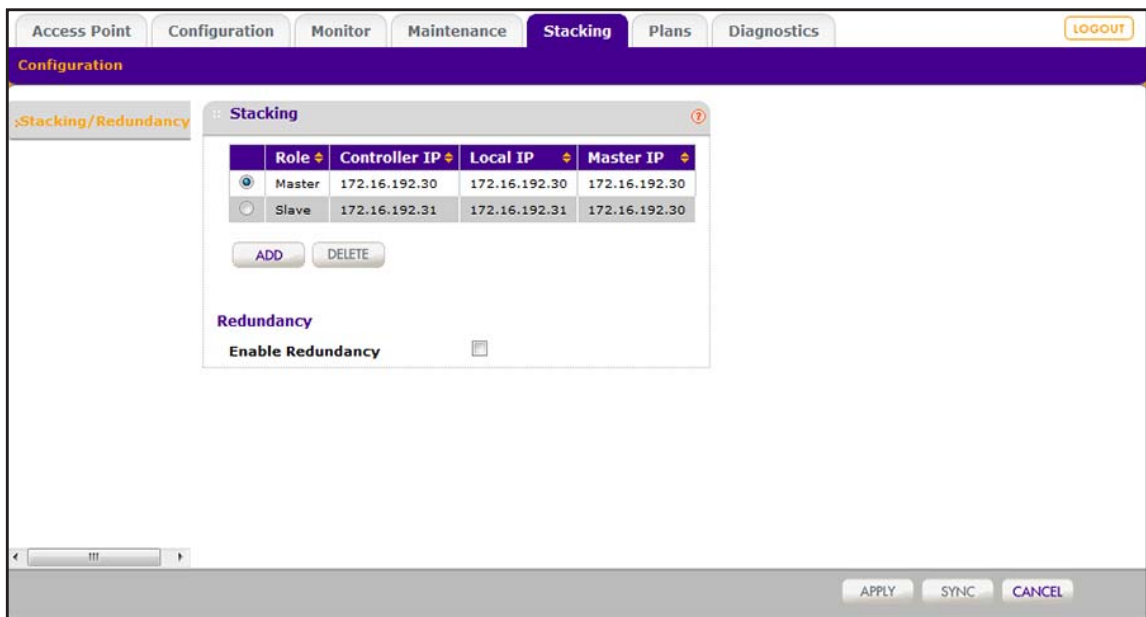 Access Point Configuration Monitor Maintenance Stacking Plans Diagnostics LOGOUT
Configuration
Stacking/Redundancy
Stacking ?
Role Controller IP Local IP Master IP
Master 172.16.192.30 172.16.192.30 172.16.192.30
Slave 172.16.192.31 172.16.192.31 172.16.192.30
ADD DELETE
Redundancy
Enable Redundancy
APPLY SYNC CANCEL